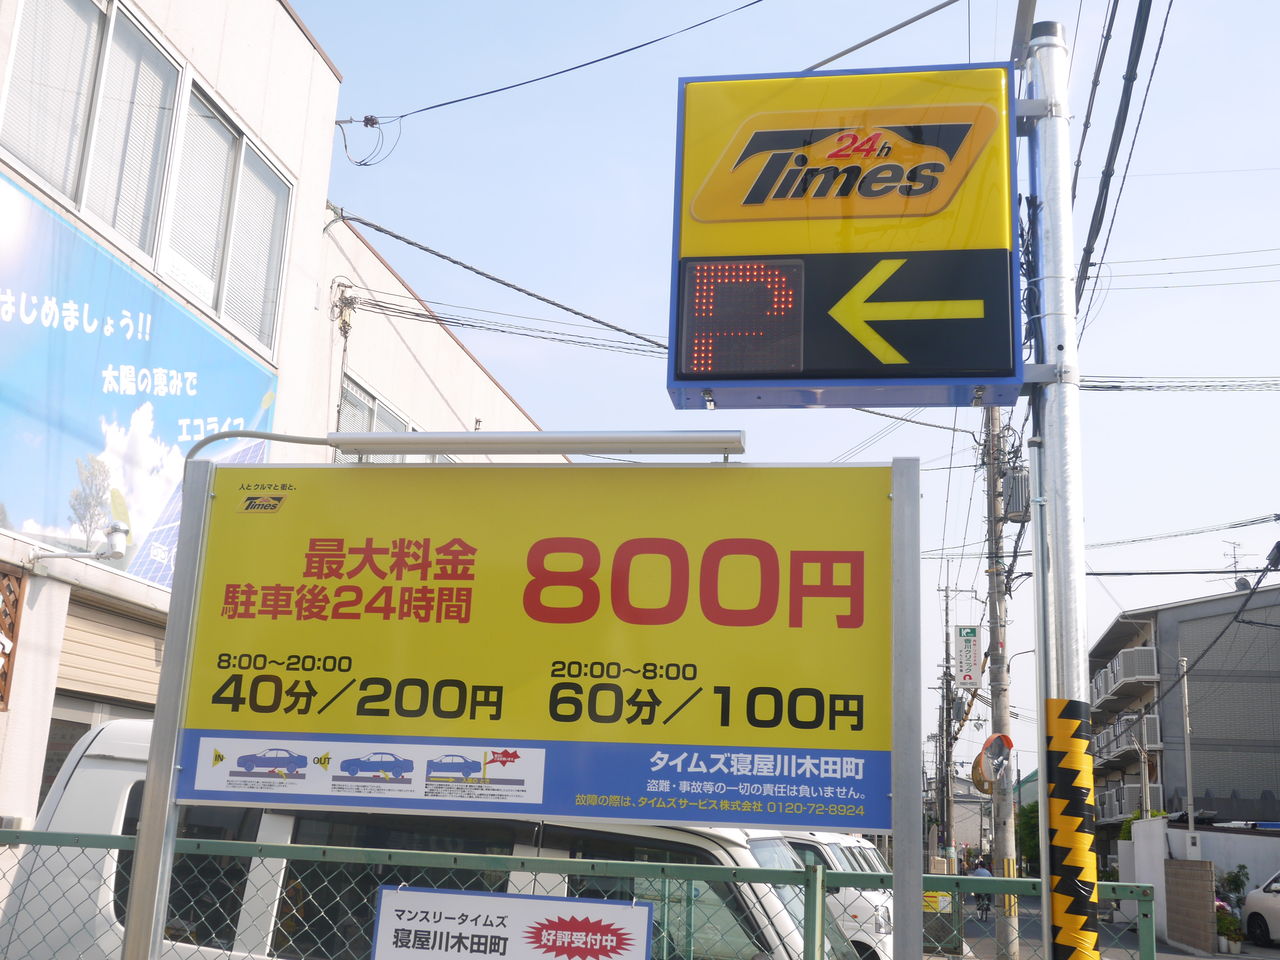 24h
Times
P
はじめましょう!!
太陽の恵みで
エコライフ
人とクルマと街と。
Times
最大料金
駐車後24時間
800円
8:00〜20:00
40分／200円
20:00〜8:00
60分／100円
IN
OUT
タイムズ寝屋川木田町
盗難・事故等の一切の責任は負いません。
故障の際は、タイムズサービス株式会社 0120-72-8924
マンスリータイムズ
寝屋川木田町
好評受付中
香川クリニック